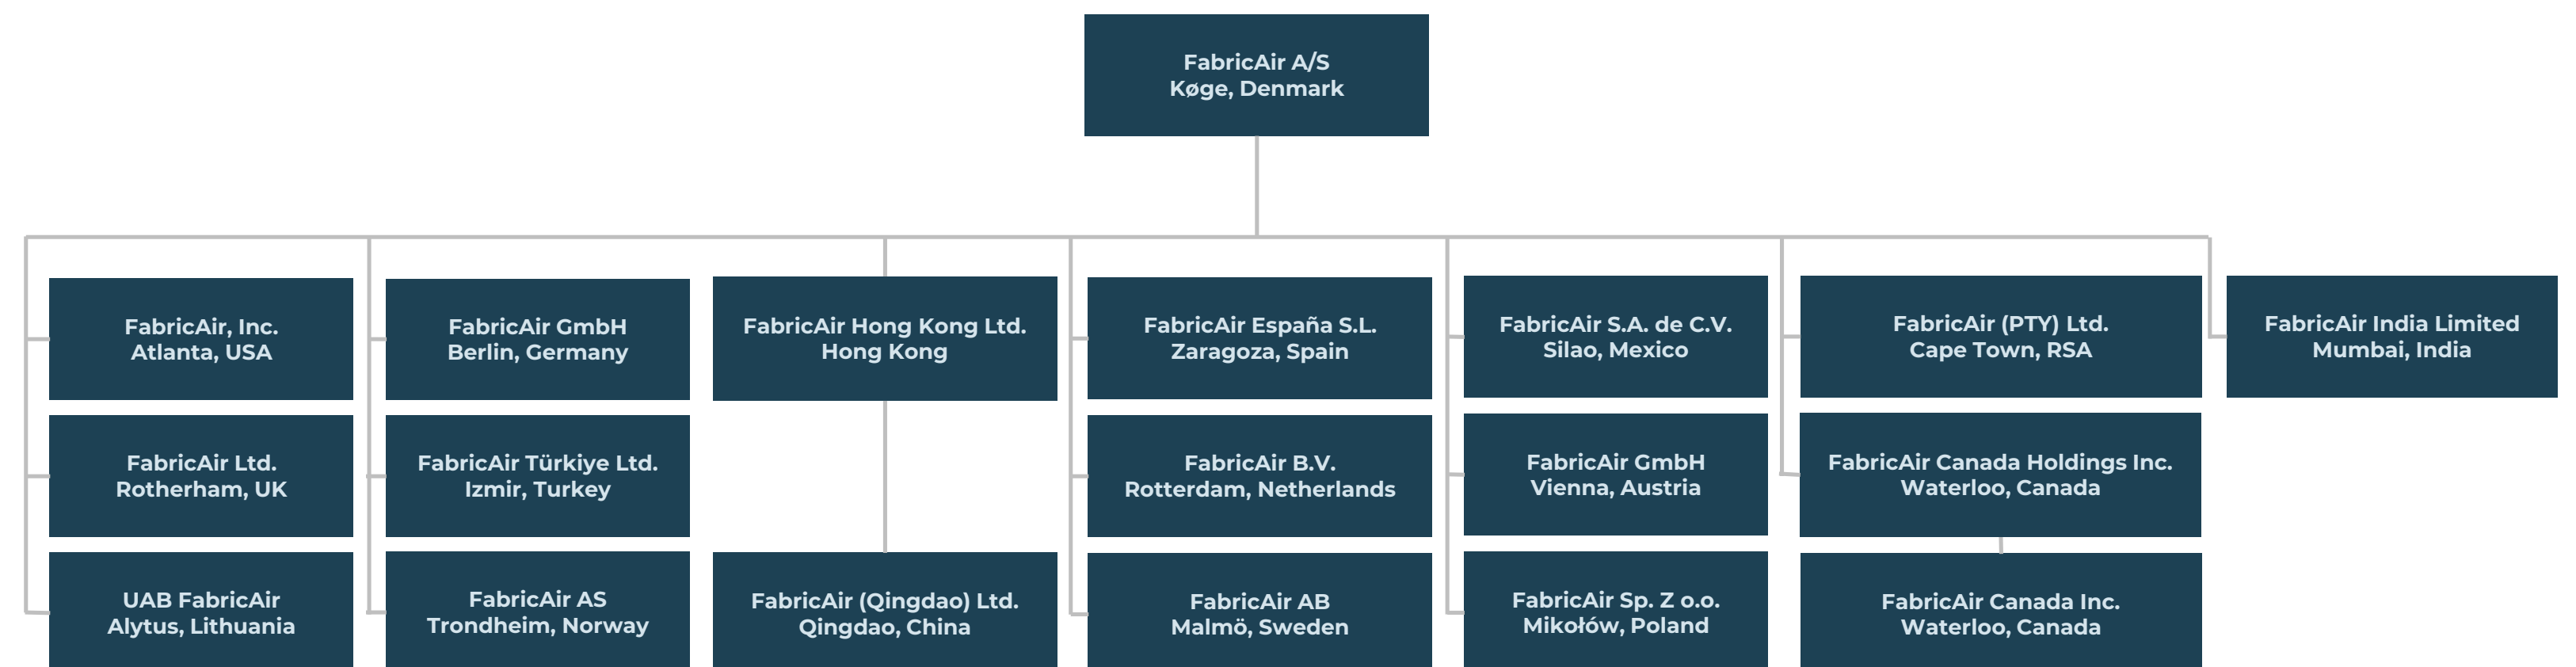 FabricAir A/S
Køge, Denmark
FabricAir, Inc.
Atlanta, USA
FabricAir GmbH
Berlin, Germany
FabricAir Hong Kong Ltd.
Hong Kong
FabricAir España S.L.
Zaragoza, Spain
FabricAir S.A. de C.V.
Silao, Mexico
FabricAir (PTY) Ltd.
Cape Town, RSA
FabricAir India Limited
Mumbai, India
FabricAir Ltd.
Rotherham, UK
FabricAir Türkiye Ltd.
Izmir, Turkey
FabricAir B.V.
Rotterdam, Netherlands
FabricAir GmbH
Vienna, Austria
FabricAir Canada Holdings Inc.
Waterloo, Canada
UAB FabricAir
Alytus, Lithuania
FabricAir AS
Trondheim, Norway
FabricAir (Qingdao) Ltd.
Qingdao, China
FabricAir AB
Malmö, Sweden
FabricAir Sp. Z o.o.
Mikołów, Poland
FabricAir Canada Inc.
Waterloo, Canada